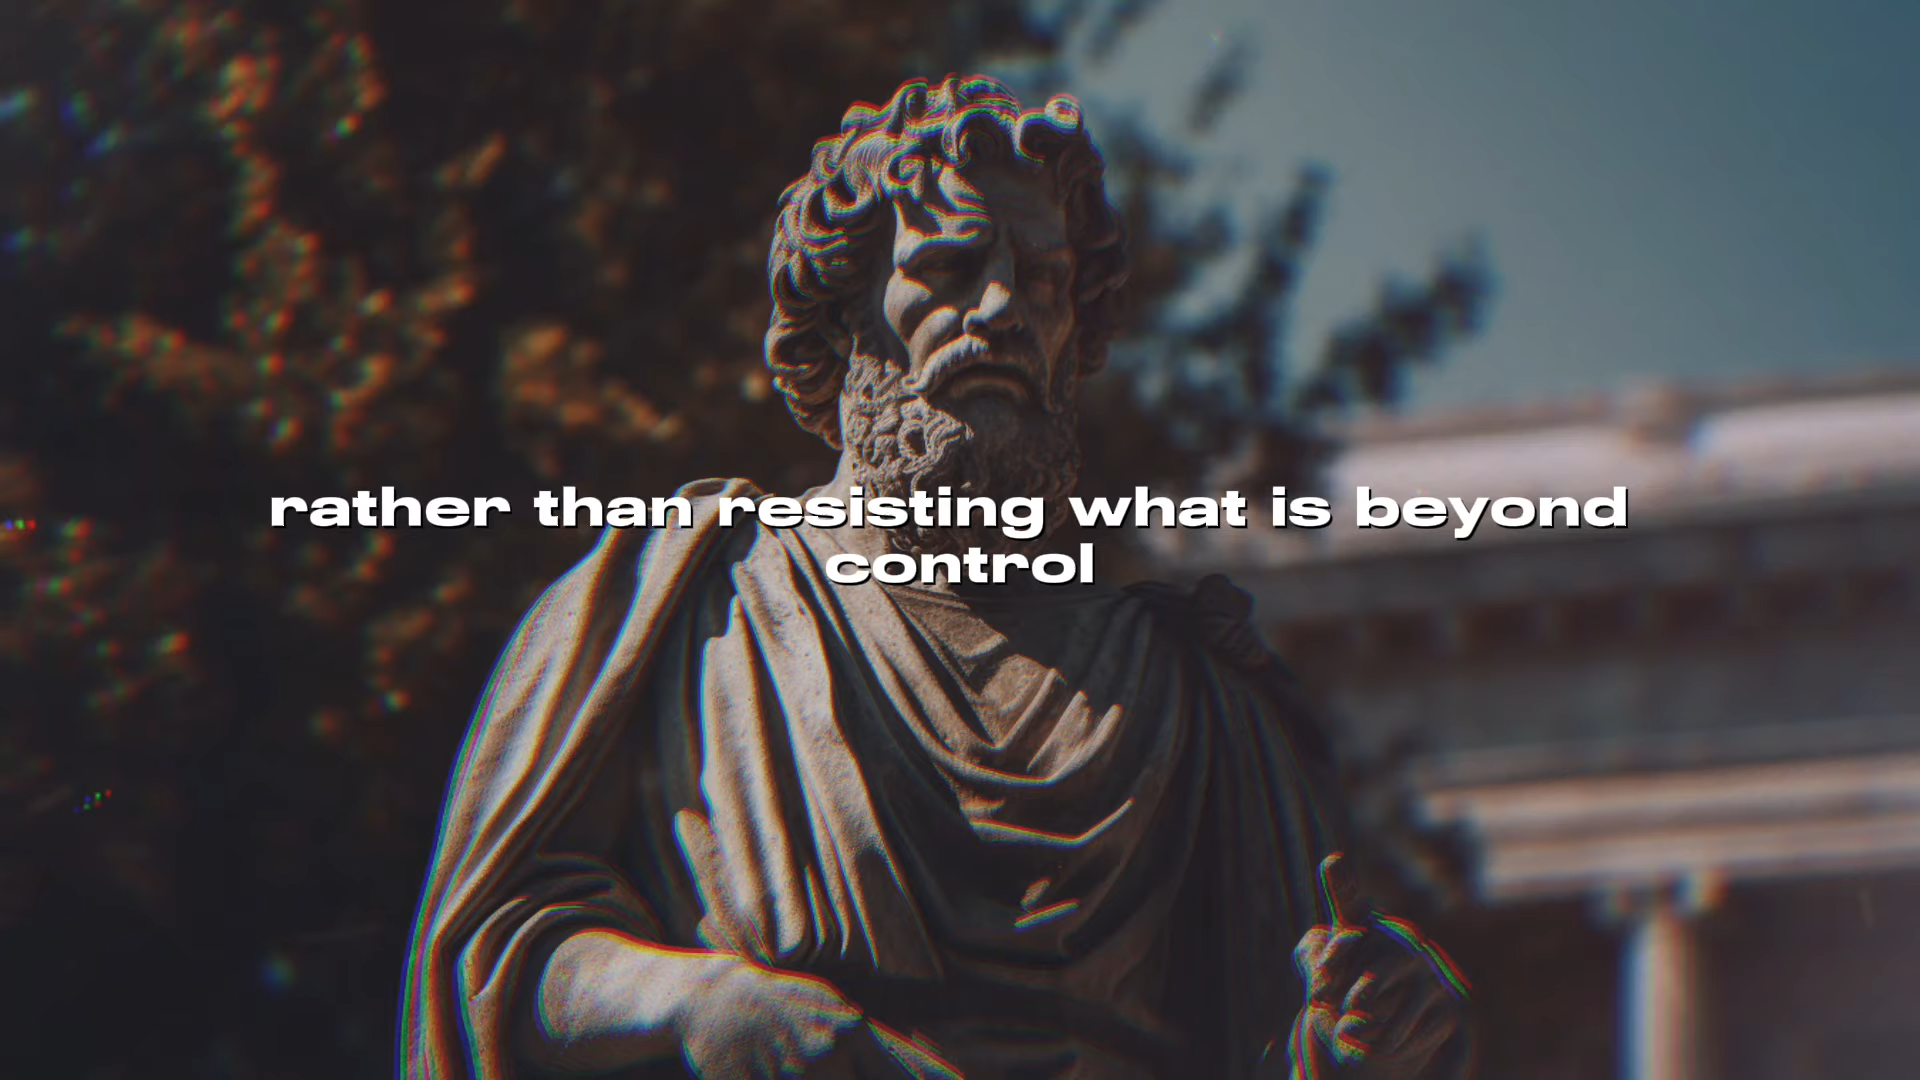 rather than resisting what is beyond
control